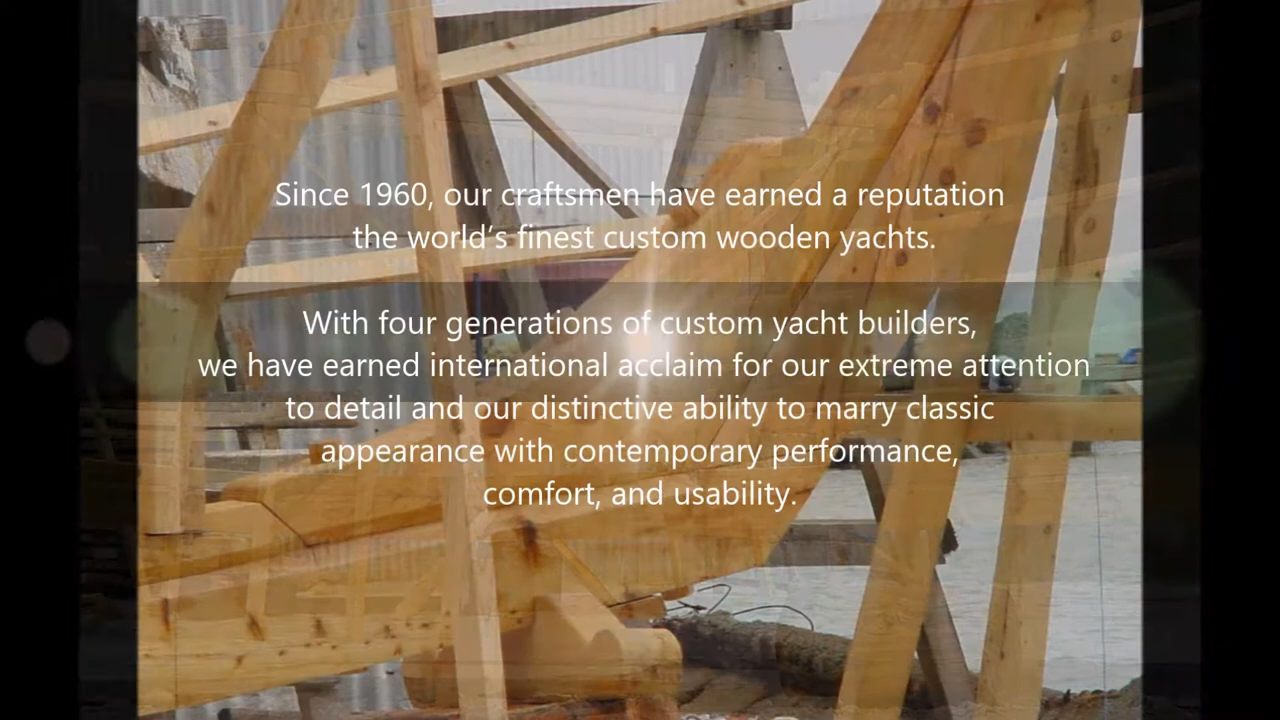 Since 1960, our craftsmen have earned a reputation
the world’s finest custom wooden yachts.
With four generations of custom yacht builders,
we have earned international acclaim for our extreme attention
to detail and our distinctive ability to marry classic
appearance with contemporary performance,
comfort, and usability.